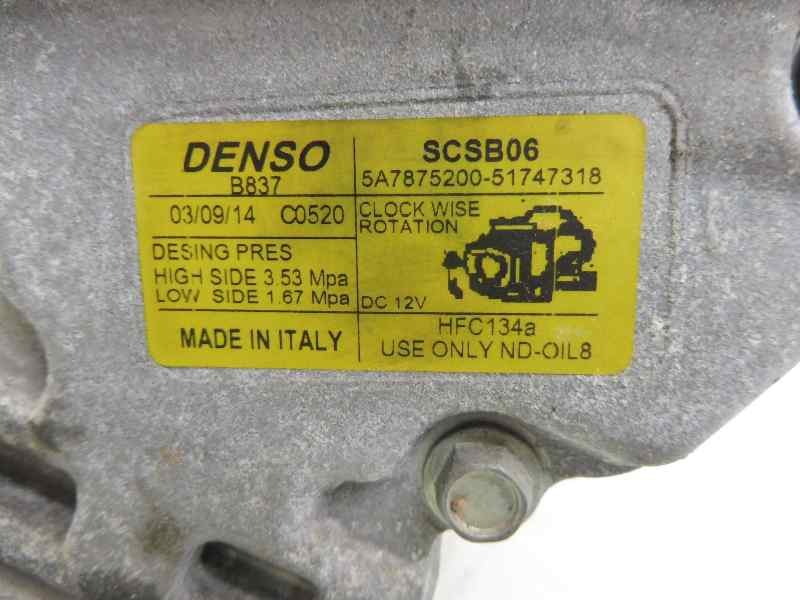 DENSO
B837
SCSB06
5A7875200-51747318
03/09/14 C0520
CLOCK WISE
ROTATION
DESING PRES
HIGH SIDE 3.53 Mpa
LOW SIDE 1.67 Mpa
DC 12V
MADE IN ITALY
HFC134a
USE ONLY ND-OIL8